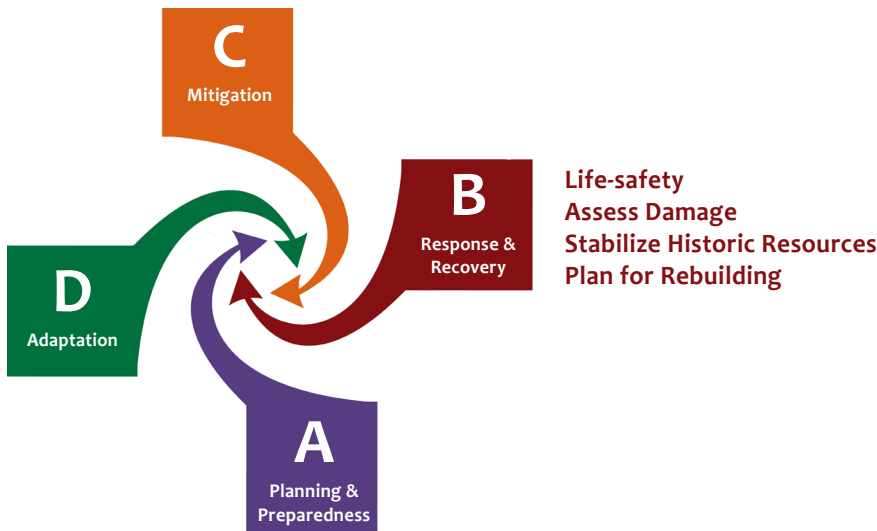 C
Mitigation
B
Response &
Recovery
Life-safety
Assess Damage
Stabilize Historic Resources
Plan for Rebuilding
D
Adaptation
A
Planning &
Preparedness